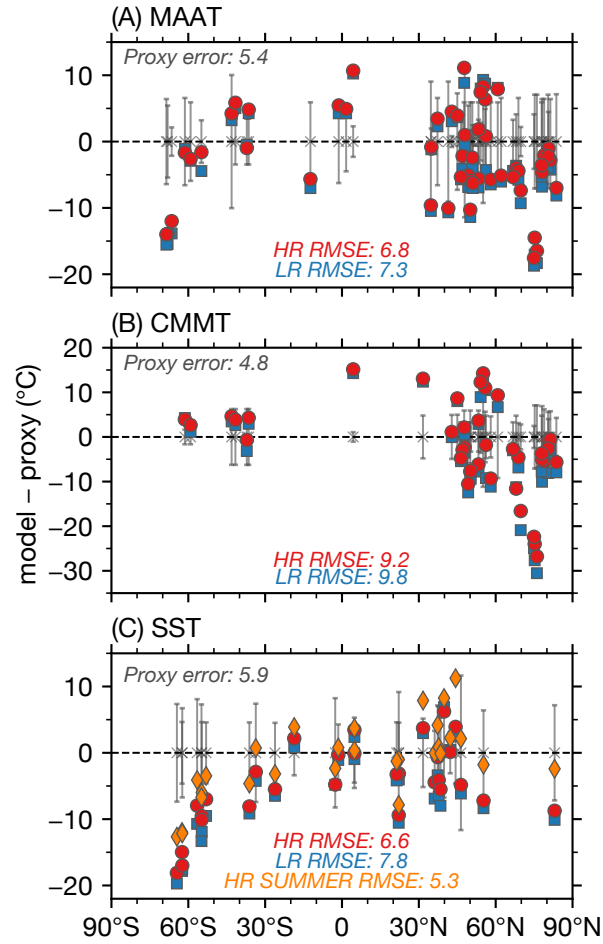 (A) MAAT
Proxy error: 5.4
10
0
−10
−20
HR RMSE: 6.8
LR RMSE: 7.3
(B) CMMT
Proxy error: 4.8
20
10
0
−10
−20
−30
HR RMSE: 9.2
LR RMSE: 9.8
model − proxy (°C)
(C) SST
Proxy error: 5.9
10
0
−10
−20
HR RMSE: 6.6
LR RMSE: 7.8
HR SUMMER RMSE: 5.3
90°S 60°S 30°S 0 30°N 60°N 90°N